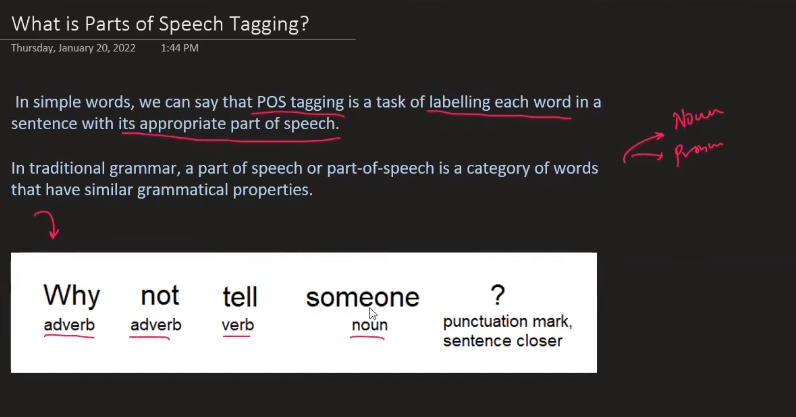 What is Parts of Speech Tagging?
Thursday, January 20, 2022 1:44 PM
In simple words, we can say that POS tagging is a task of labelling each word in a
sentence with its appropriate part of speech.
Noun
In traditional grammar, a part of speech or part-of-speech is a category of words
that have similar grammatical properties.
Why not tell someone ?
adverb adverb verb noun punctuation mark,
sentence closer